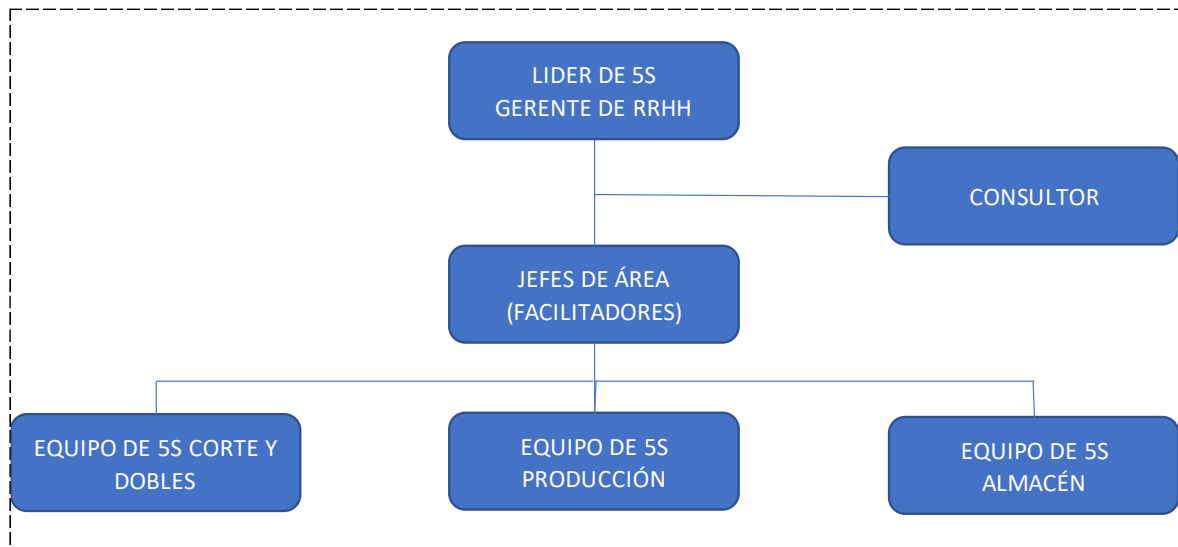 LIDER DE 5S
GERENTE DE RRHH
CONSULTOR
JEFES DE ÁREA
(FACILITADORES)
EQUIPO DE 5S CORTE Y
DOBLES
EQUIPO DE 5S
PRODUCCIÓN
EQUIPO DE 5S
ALMACÉN